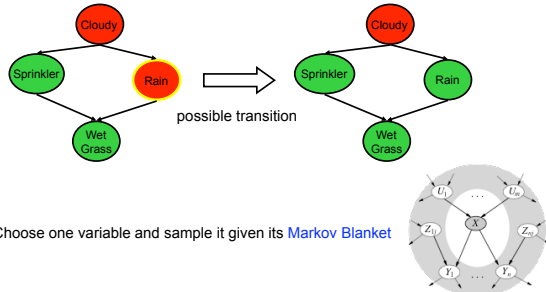 Cloudy
Cloudy
Sprinkler
Rain
Sprinkler
Rain
possible transition
Wet
Grass
Wet
Grass
Choose one variable and sample it given its Markov Blanket
U1 . . . Um
X
Z1j Znj
Y1 . . . Yn